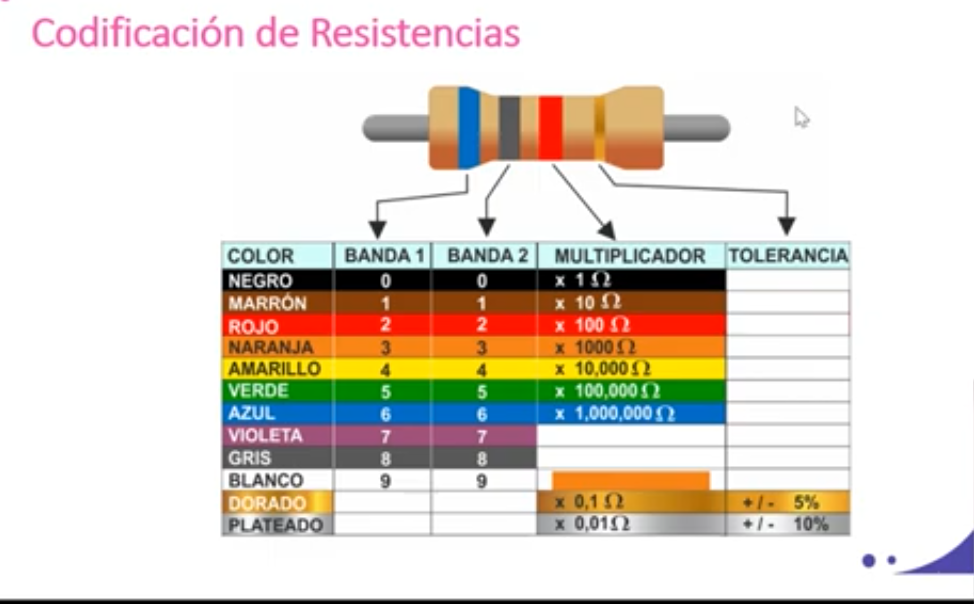 Codificación de Resistencias
COLOR BANDA 1 BANDA 2 MULTIPLICADOR TOLERANCIA
NEGRO 0 0 x 1 Ω
MARRÓN 1 1 x 10 Ω
ROJO 2 2 x 100 Ω
NARANJA 3 3 x 1000 Ω
AMARILLO 4 4 x 10,000 Ω
VERDE 5 5 x 100,000 Ω
AZUL 6 6 x 1,000,000 Ω
VIOLETA 7 7
GRIS 8 8
BLANCO 9 9
DORADO x 0,1 Ω + / - 5%
PLATEADO x 0,01Ω + / - 10%